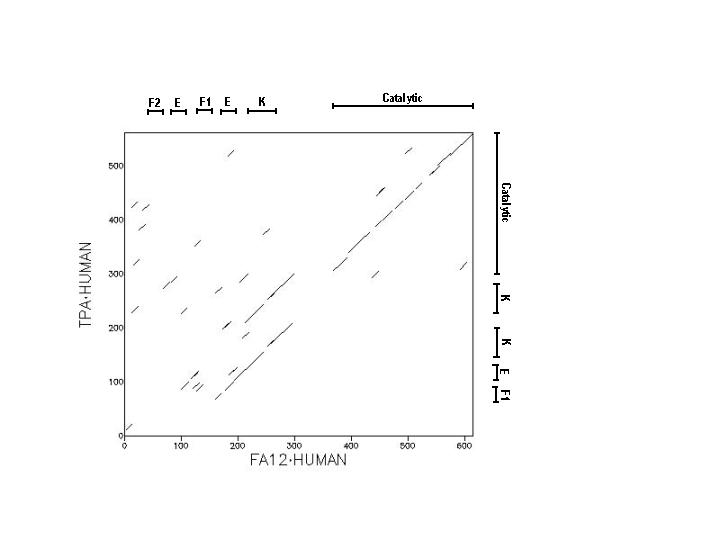 F2 E F1 E K Catalytic
500
400
300
200
100
0
TPA·HUMAN
0 100 200 300 400 500 600
FA12·HUMAN
Catalytic
K
K
E
F1